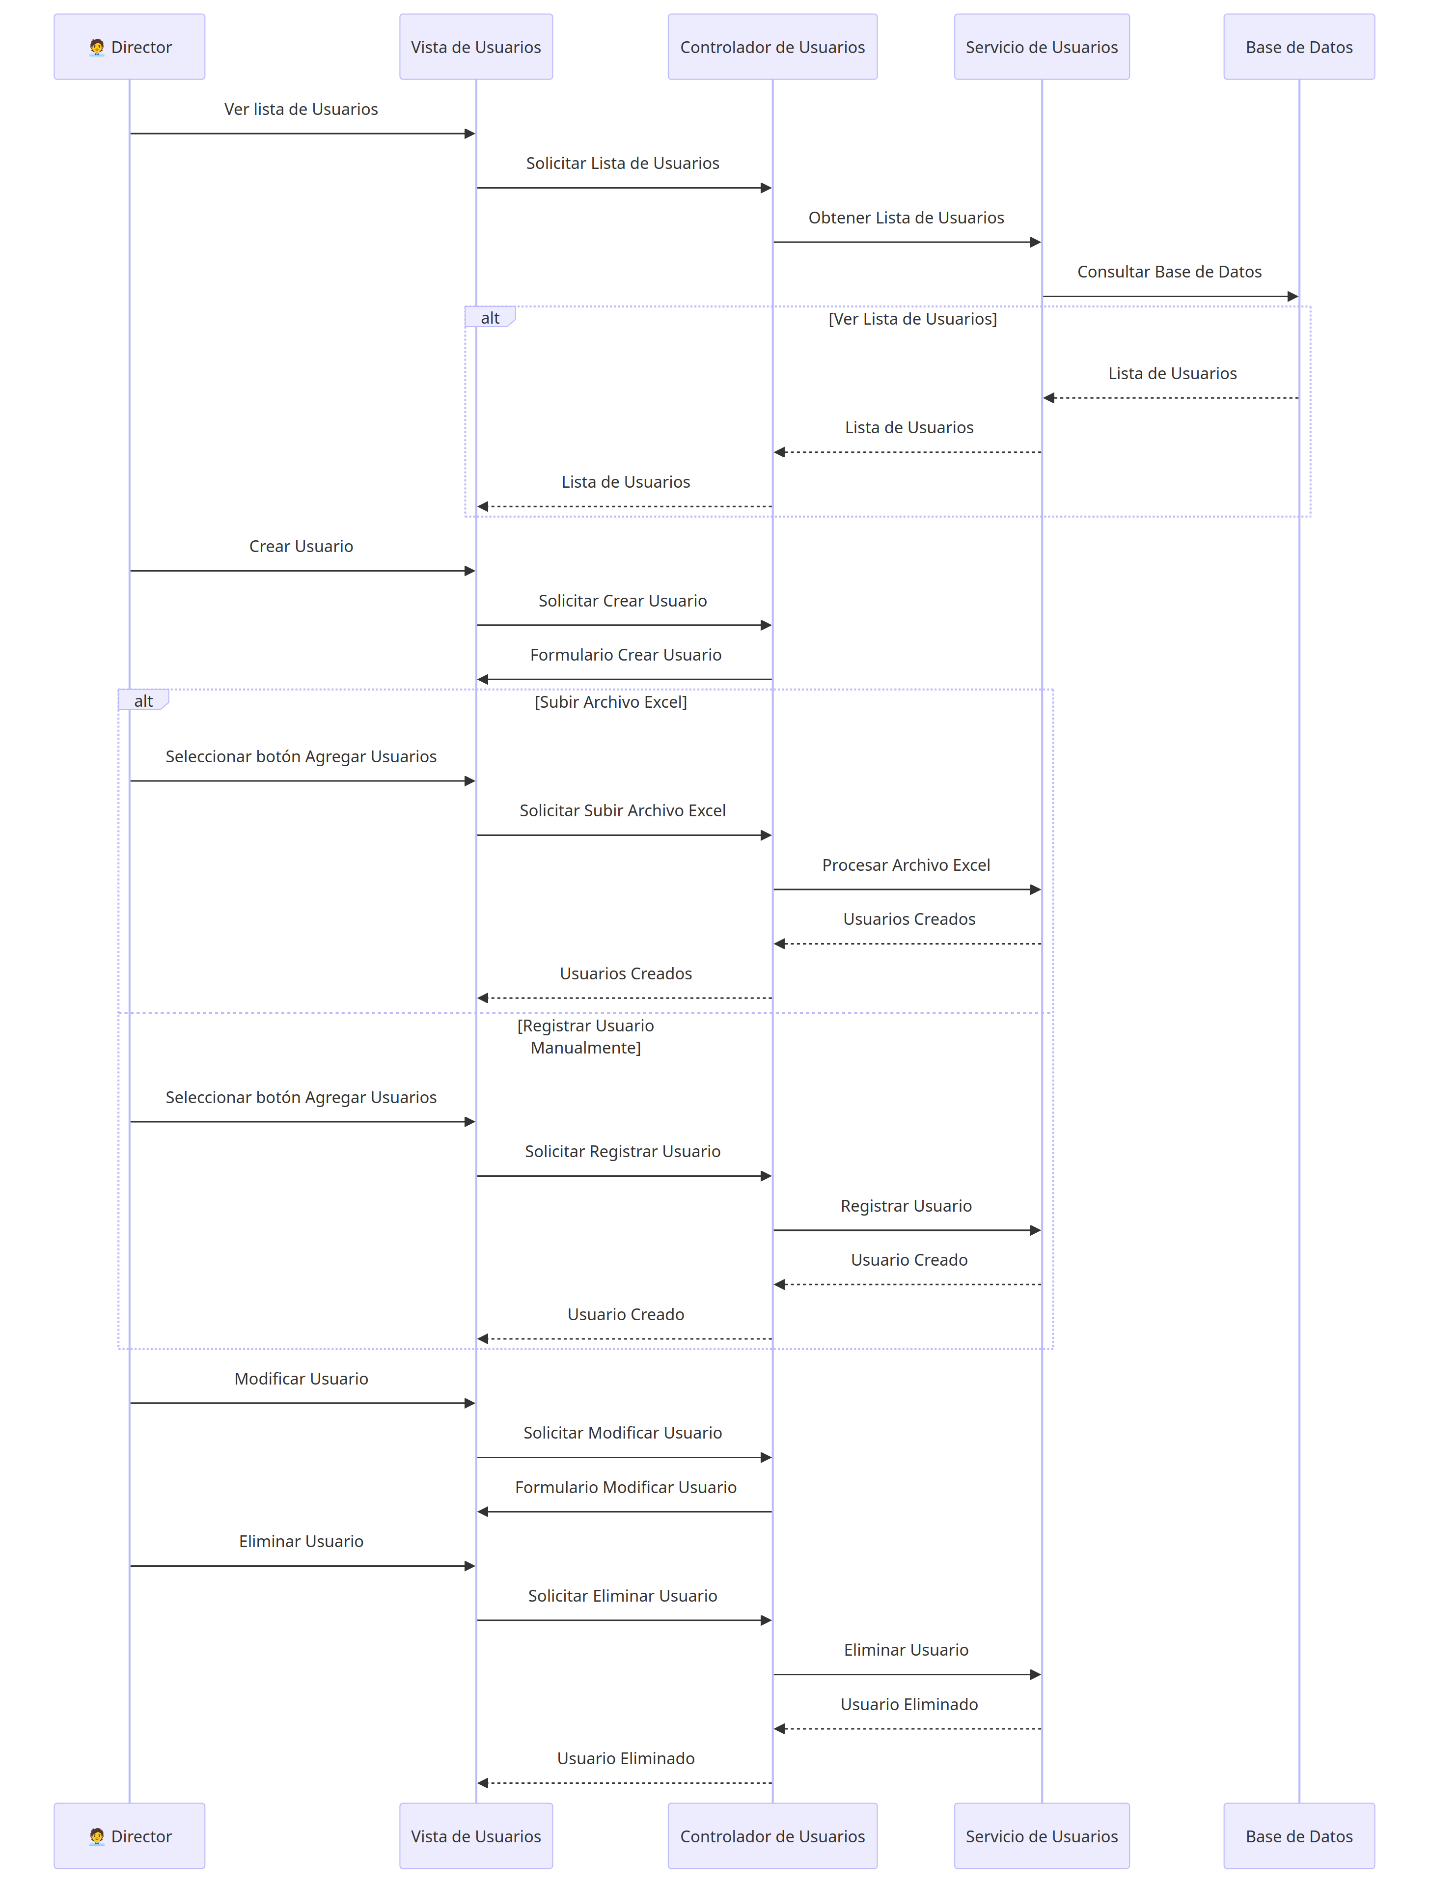 🧑‍💼 Director
Vista de Usuarios
Controlador de Usuarios
Servicio de Usuarios
Base de Datos
Ver lista de Usuarios
Solicitar Lista de Usuarios
Obtener Lista de Usuarios
Consultar Base de Datos
alt
[Ver Lista de Usuarios]
Lista de Usuarios
Lista de Usuarios
Lista de Usuarios
Crear Usuario
Solicitar Crear Usuario
Formulario Crear Usuario
alt
[Subir Archivo Excel]
Seleccionar botón Agregar Usuarios
Solicitar Subir Archivo Excel
Procesar Archivo Excel
Usuarios Creados
Usuarios Creados
[Registrar Usuario
Manualmente]
Seleccionar botón Agregar Usuarios
Solicitar Registrar Usuario
Registrar Usuario
Usuario Creado
Usuario Creado
Modificar Usuario
Solicitar Modificar Usuario
Formulario Modificar Usuario
Eliminar Usuario
Solicitar Eliminar Usuario
Eliminar Usuario
Usuario Eliminado
Usuario Eliminado
🧑‍💼 Director
Vista de Usuarios
Controlador de Usuarios
Servicio de Usuarios
Base de Datos